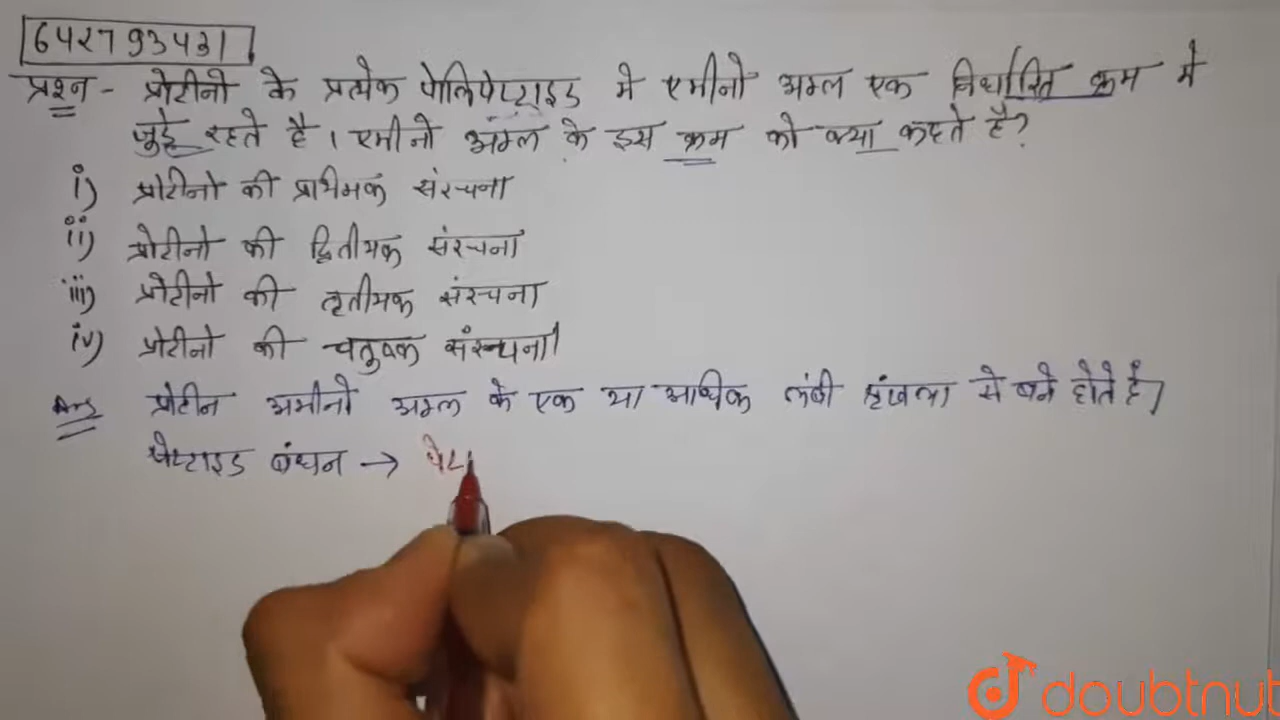 642793431
प्रश्न - प्रोटीनो के प्रत्येक पोलिपेप्टाइड मे एमीनो अम्ल एक निर्धारित क्रम मे
जुडे रहते है। एमीनो अम्ल के इस क्रम को क्या कहते है?
i) प्रोटीनो की प्राथमिक संरचना
ii) प्रोटीनो की द्वितीयक संरचना
iii) प्रोटीनो की तृतीयक संरचना
iv) प्रोटीनो की चतुष्क संरचना।
Ans प्रोटीन अमीनो अम्ल के एक या अधिक लंबी श्रृंखला से बने होते है।
पेप्टाइड बंधन →
doubtnut